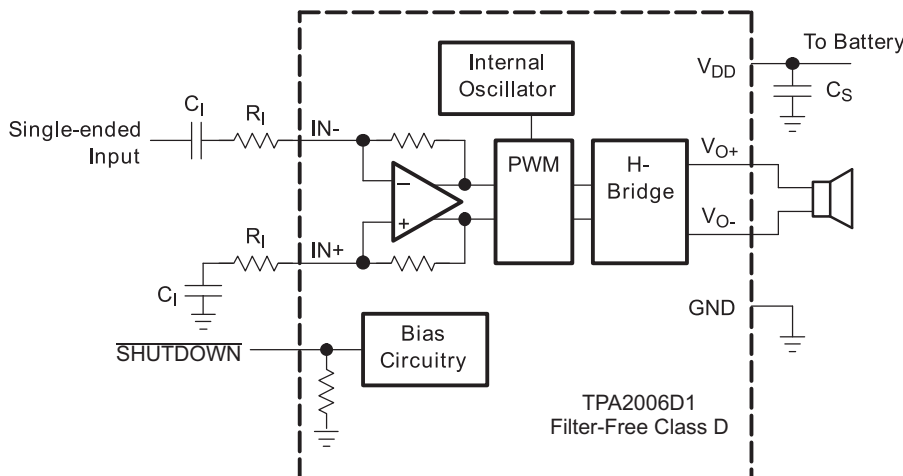 To Battery
Internal
Oscillator
VDD
CS
CI
RI
IN-
Single-ended
Input
PWM
H-
Bridge
VO+
VO-
−
+
RI
IN+
CI
GND
SHUTDOWN
Bias
Circuitry
TPA2006D1
Filter-Free Class D